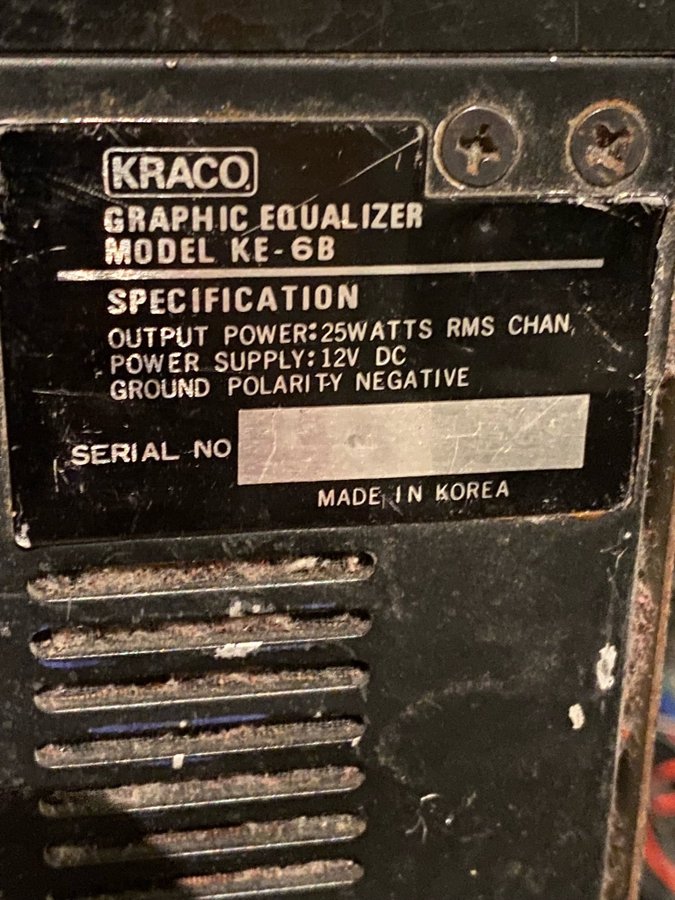 KRACO
GRAPHIC EQUALIZER
MODEL KE-6B
SPECIFICATION
OUTPUT POWER: 25WATTS RMS CHAN,
POWER SUPPLY: 12V DC
GROUND POLARITY NEGATIVE
SERIAL NO
MADE IN KOREA